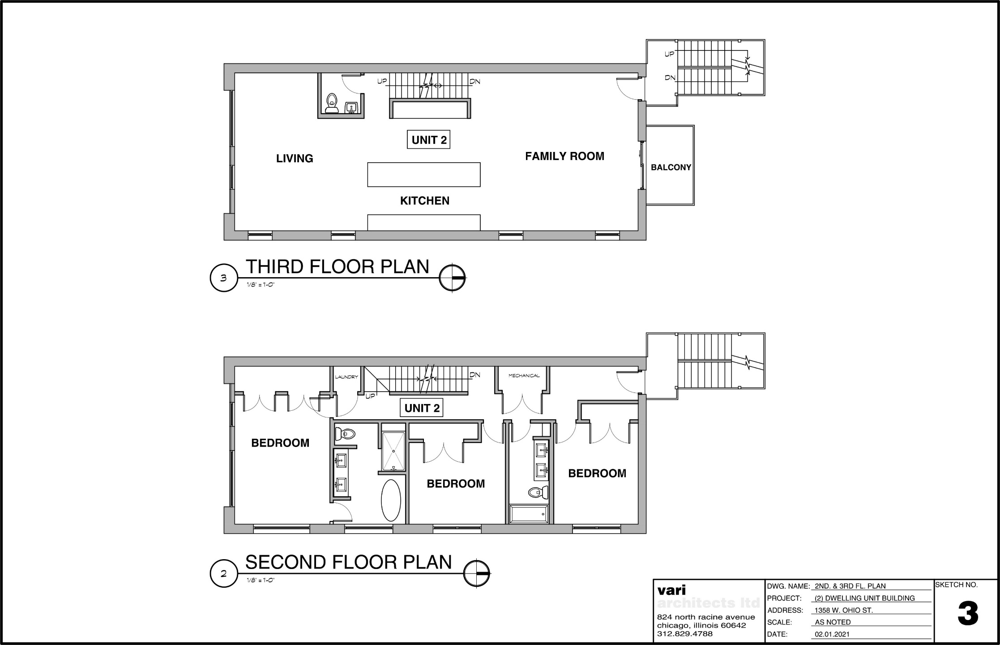 UP
DN
UP
DN
UNIT 2
LIVING
FAMILY ROOM
BALCONY
KITCHEN
3
THIRD FLOOR PLAN
1/8" = 1'-0"
LAUNDRY
UP
DN
MECHANICAL
UNIT 2
BEDROOM
BEDROOM
BEDROOM
2
SECOND FLOOR PLAN
1/8" = 1'-0"
vari
architects ltd
824 north racine avenue
chicago, illinois 60642
312.829.4788
DWG. NAME: 2ND. & 3RD FL. PLAN
PROJECT: (2) DWELLING UNIT BUILDING
ADDRESS: 1358 W. OHIO ST.
SCALE: AS NOTED
DATE: 02.01.2021
SKETCH NO.
3